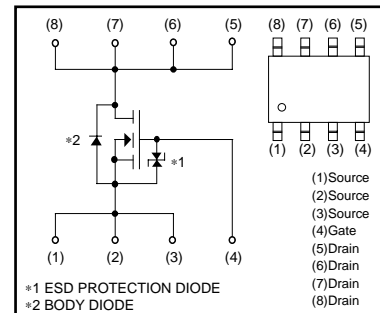 (8) (7) (6) (5)
*2
*1
(1) (2) (3) (4)
*1 ESD PROTECTION DIODE
*2 BODY DIODE
(8) (7) (6) (5)
(1) (2) (3) (4)
(1)Source
(2)Source
(3)Source
(4)Gate
(5)Drain
(6)Drain
(7)Drain
(8)Drain